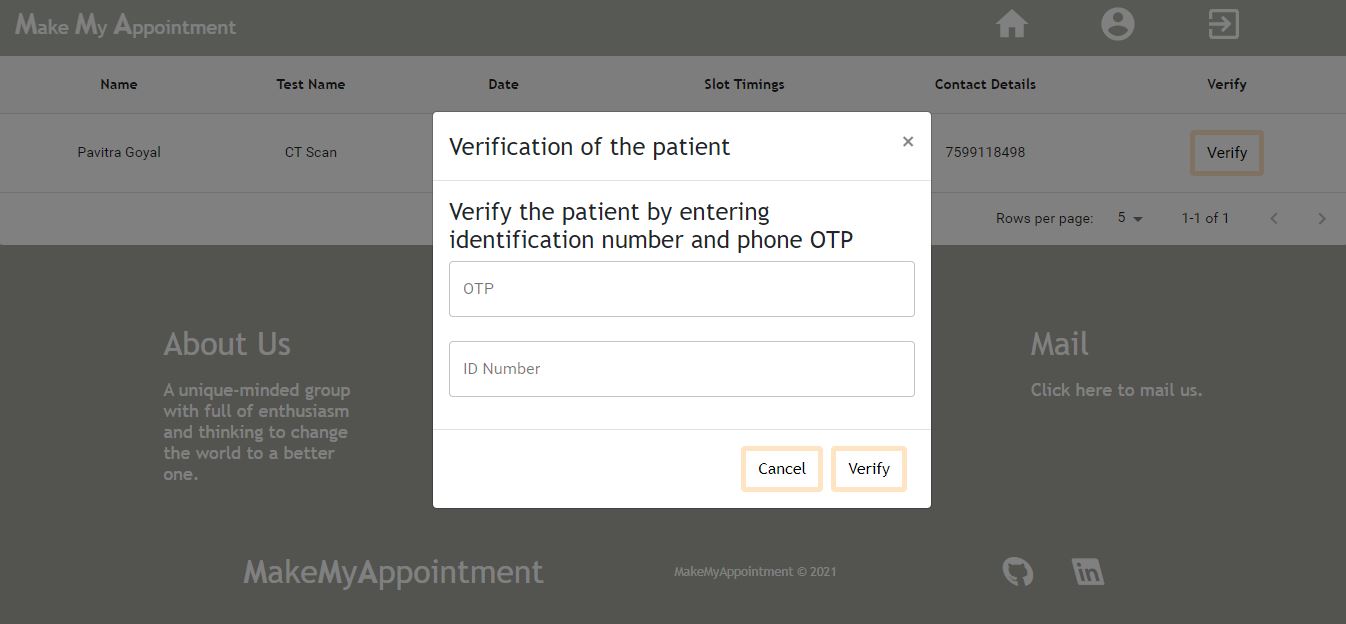 Make My Appointment
Name Test Name Date Slot Timings Contact Details Verify
Pavitra Goyal CT Scan 7599118498 Verify
Rows per page: 5 1-1 of 1
Verification of the patient ×
Verify the patient by entering
identification number and phone OTP
OTP
ID Number
Cancel Verify
About Us
A unique-minded group
with full of enthusiasm
and thinking to change
the world to a better
one.
Mail
Click here to mail us.
MakeMyAppointment
MakeMyAppointment © 2021
in